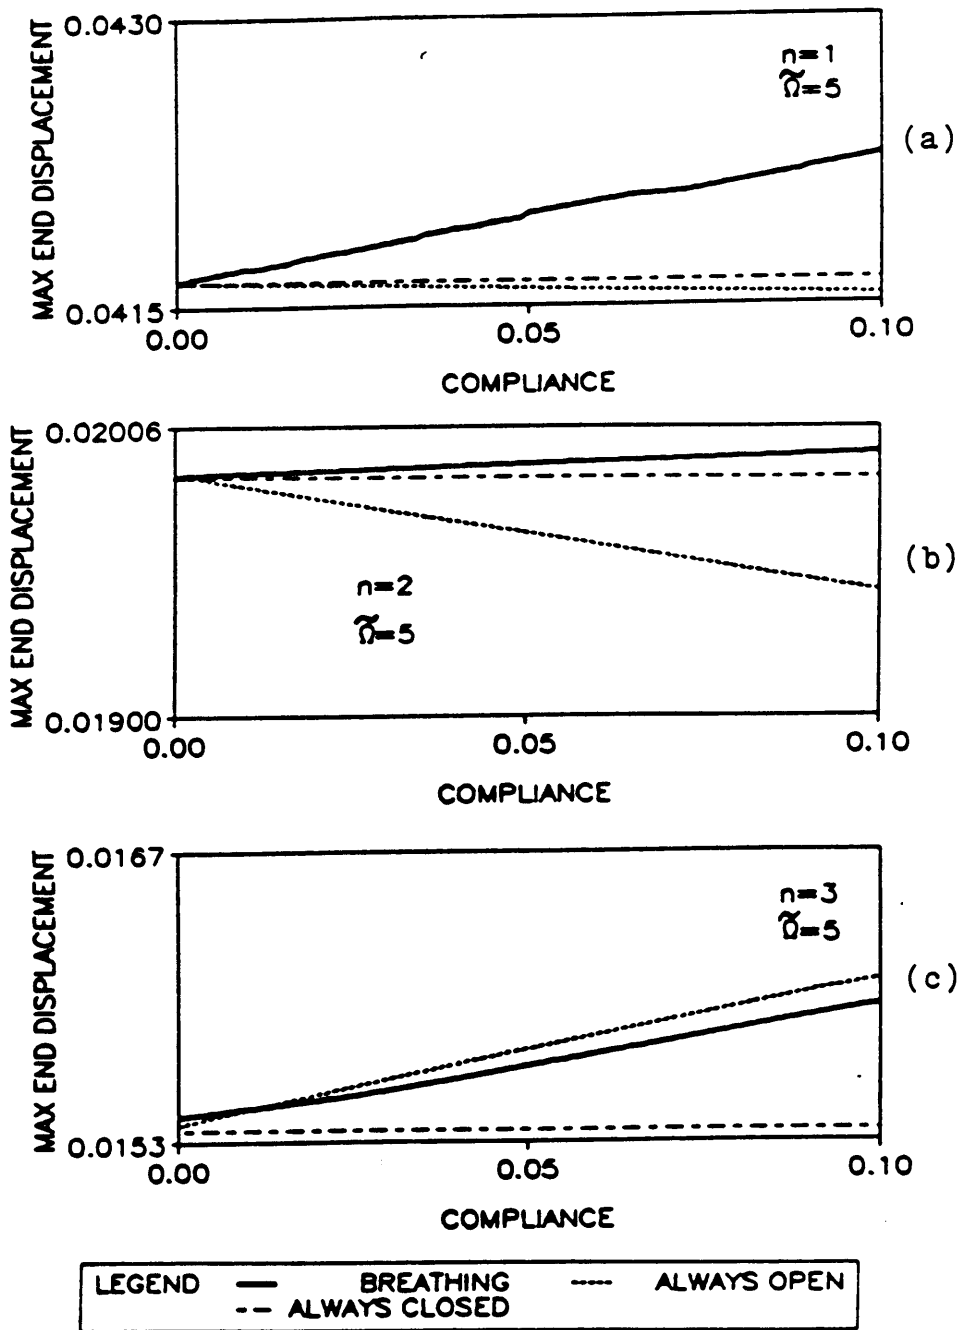 MAX END DISPLACEMENT
0.0430
0.0415
n=1
Ω̃=5
(a)
0.00
0.05
0.10
COMPLIANCE
MAX END DISPLACEMENT
0.02006
0.01900
n=2
Ω̃=5
(b)
0.00
0.05
0.10
COMPLIANCE
MAX END DISPLACEMENT
0.0167
0.0153
n=3
Ω̃=5
(c)
0.00
0.05
0.10
COMPLIANCE
LEGEND BREATHING ALWAYS OPEN
ALWAYS CLOSED